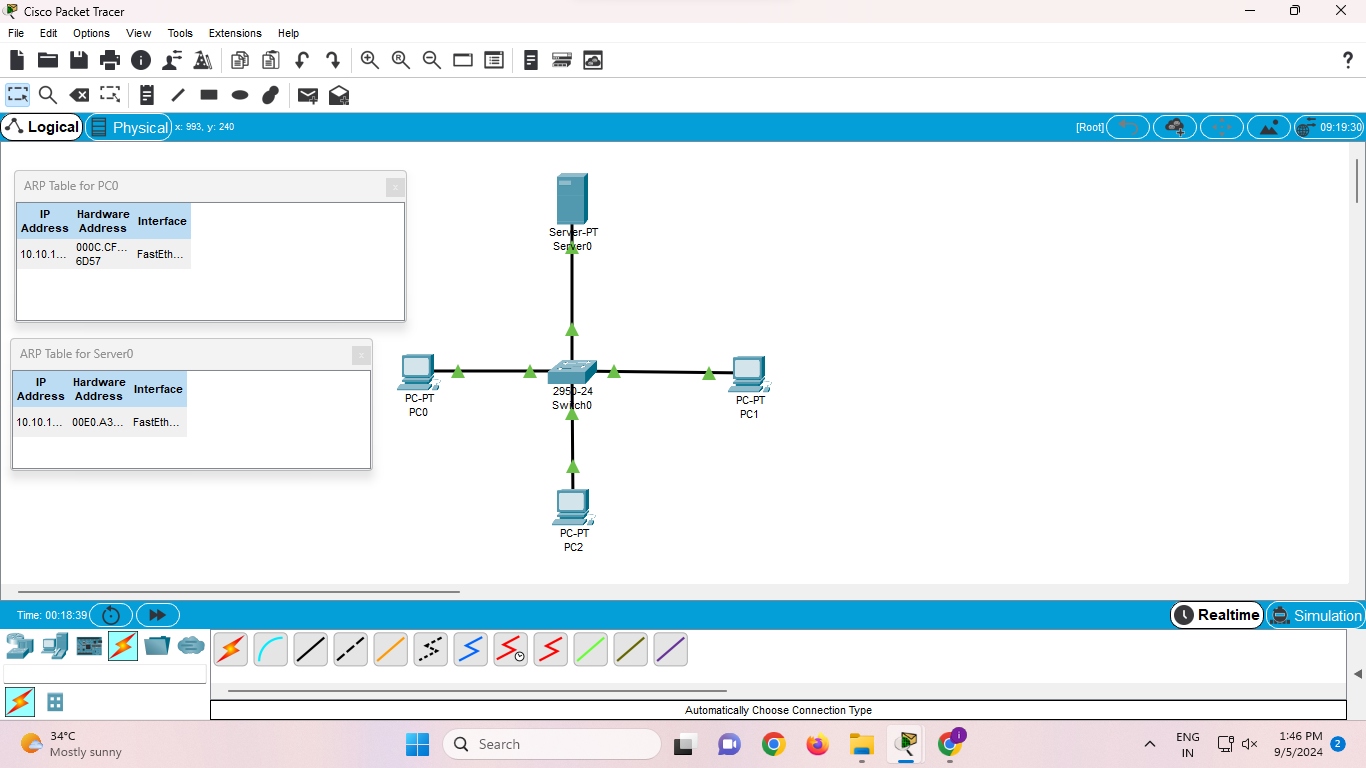 Cisco Packet Tracer
File Edit Options View Tools Extensions Help
R
?
Logical Physical x: 993, y: 240 [Root] 09:19:30
ARP Table for PC0
x
IP Address Hardware Address Interface
10.10.1... 000C.CF... 6D57 FastEth...
Server-PT
Server0
ARP Table for Server0
x
IP Address Hardware Address Interface
10.10.1... 00E0.A3... FastEth...
PC-PT
PC0
2950-24
Switch0
PC-PT
PC1
PC-PT
PC2
Time: 00:18:39 Realtime Simulation
Automatically Choose Connection Type
34°C
Mostly sunny
Search
i
ENG
IN
1:46 PM
9/5/2024
2